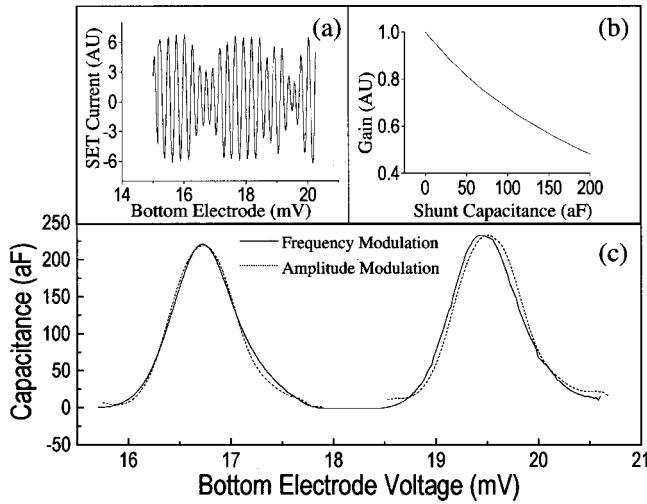 (a)
SET Current (AU)
6
3
0
-3
-6
14 16 18 20
Bottom Electrode (mV)
(b)
Gain (AU)
1.0
0.8
0.6
0.4
0 50 100 150 200
Shunt Capacitance (aF)
(c)
Frequency Modulation
Amplitude Modulation
Capacitance (aF)
250
200
150
100
50
0
-50
16 17 18 19 20 21
Bottom Electrode Voltage (mV)